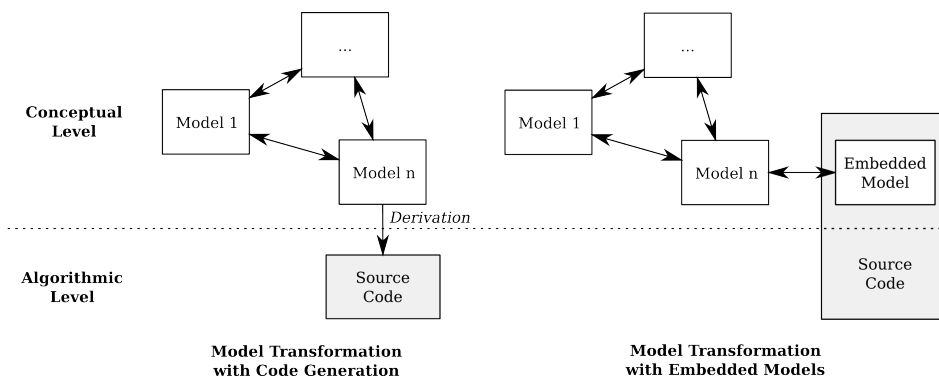 ...
...
Conceptual
Level
Model 1
Model 1
Embedded
Model
Model n
Model n
Derivation
Algorithmic
Level
Source
Code
Source
Code
Model Transformation
with Code Generation
Model Transformation
with Embedded Models